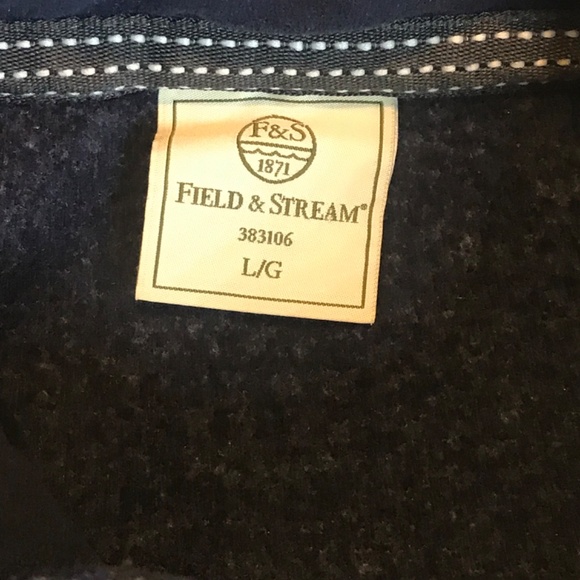 F&S
1871
FIELD & STREAM®
383106
L/G